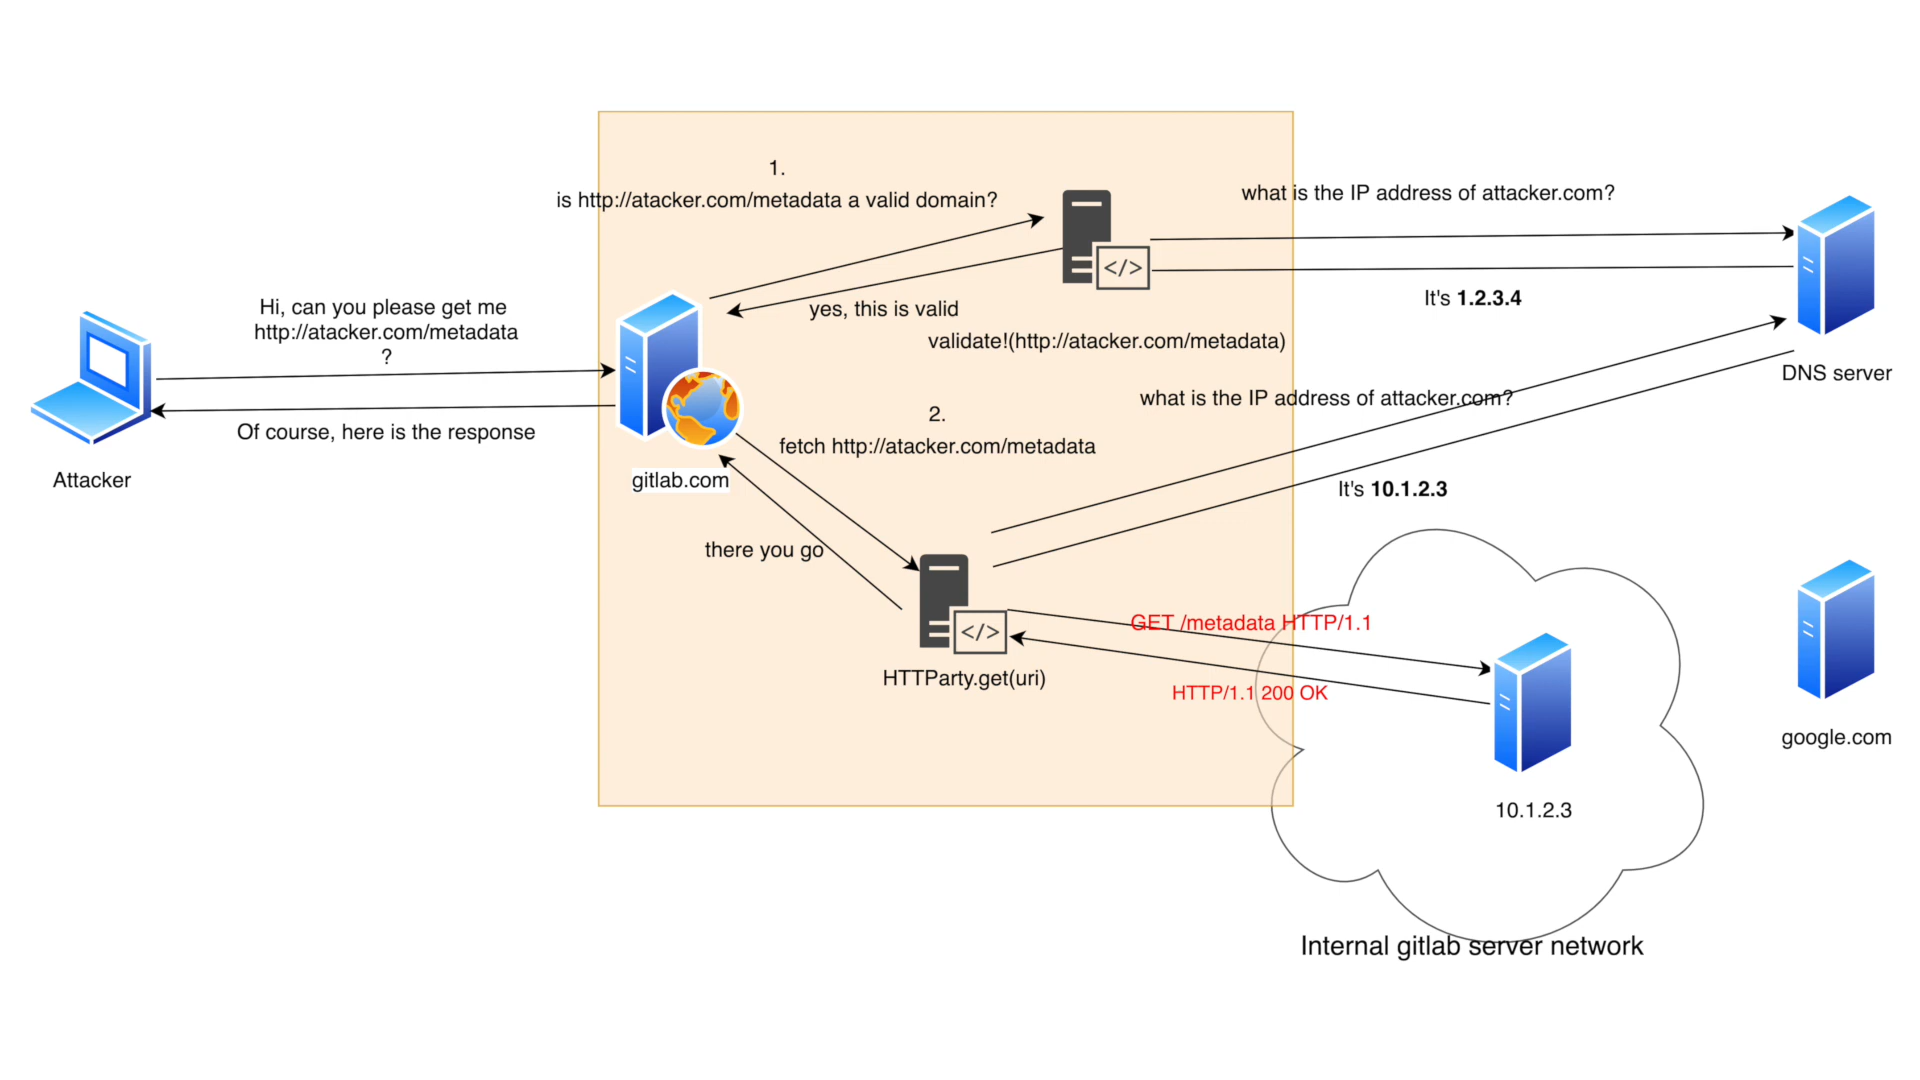 1.
is http://atacker.com/metadata a valid domain?
what is the IP address of attacker.com?
</>
It's 1.2.3.4
Hi, can you please get me
http://atacker.com/metadata
?
yes, this is valid
validate!(http://atacker.com/metadata)
DNS server
what is the IP address of attacker.com?
2.
fetch http://atacker.com/metadata
Of course, here is the response
Attacker
gitlab.com
It's 10.1.2.3
there you go
</>
GET /metadata HTTP/1.1
HTTParty.get(uri)
HTTP/1.1 200 OK
google.com
10.1.2.3
Internal gitlab server network